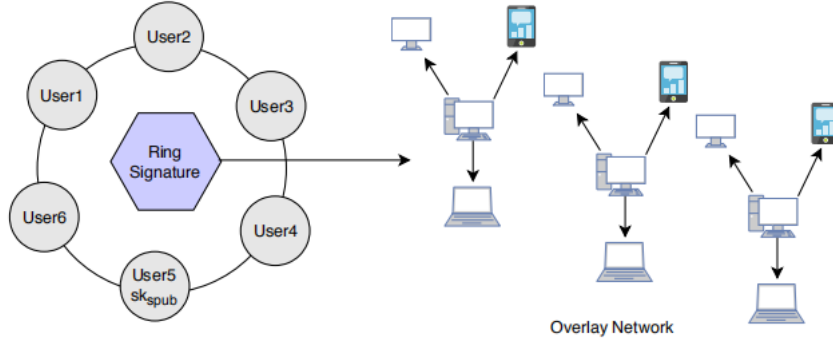 User2
User1
User3
Ring
Signature
User6
User4
User5
sk_spub
Overlay Network